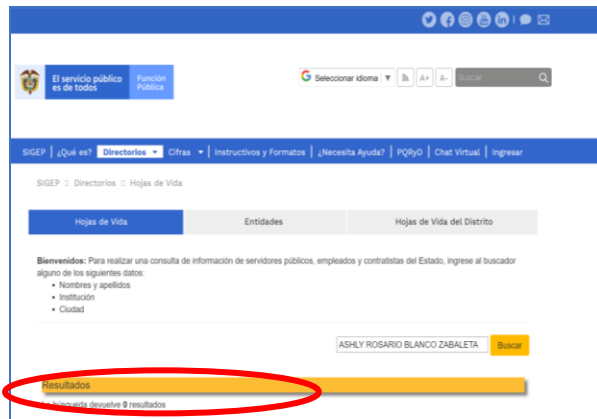 El servicio público
es de todos
Función
Pública
Seleccionar idioma ▼
A+ A- Buscar
SIGEP | ¿Qué es? Directorios ▾ Cifras ▾ | Instructivos y Formatos | ¿Necesita Ayuda? | PQRyD | Chat Virtual | Ingresar
SIGEP Directorios Hojas de Vida
Hojas de Vida Entidades Hojas de Vida del Distrito
Bienvenidos: Para realizar una consulta de información de servidores públicos, empleados y contratistas del Estado, ingrese al buscador
alguno de los siguientes datos:
• Nombres y apellidos
• Institución
• Ciudad
ASHLY ROSARIO BLANCO ZABALETA Buscar
Resultados
búsqueda devuelve 0 resultados